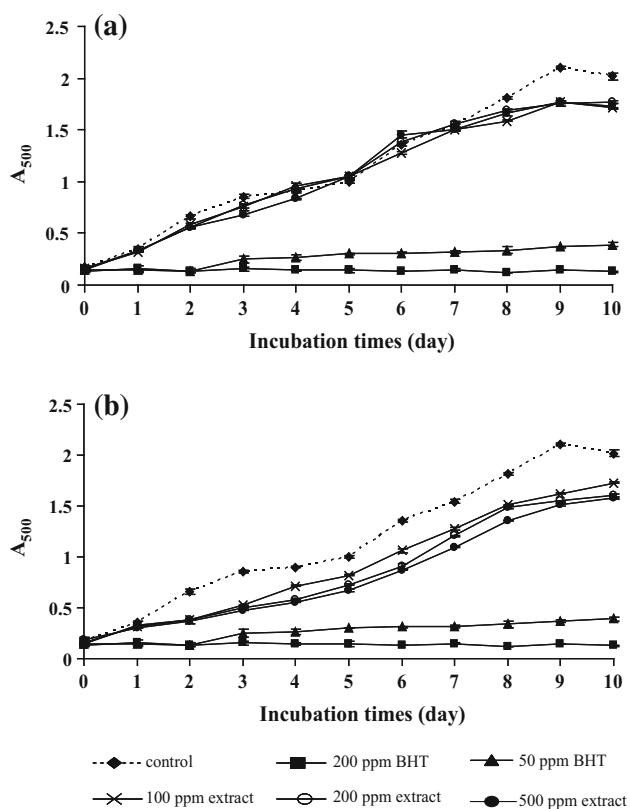 (a)
2.5
2
1.5
1
0.5
0
A500
0 1 2 3 4 5 6 7 8 9 10
Incubation times (day)
(b)
2.5
2
1.5
1
0.5
0
A500
0 1 2 3 4 5 6 7 8 9 10
Incubation times (day)
control 200 ppm BHT 50 ppm BHT
100 ppm extract 200 ppm extract 500 ppm extract